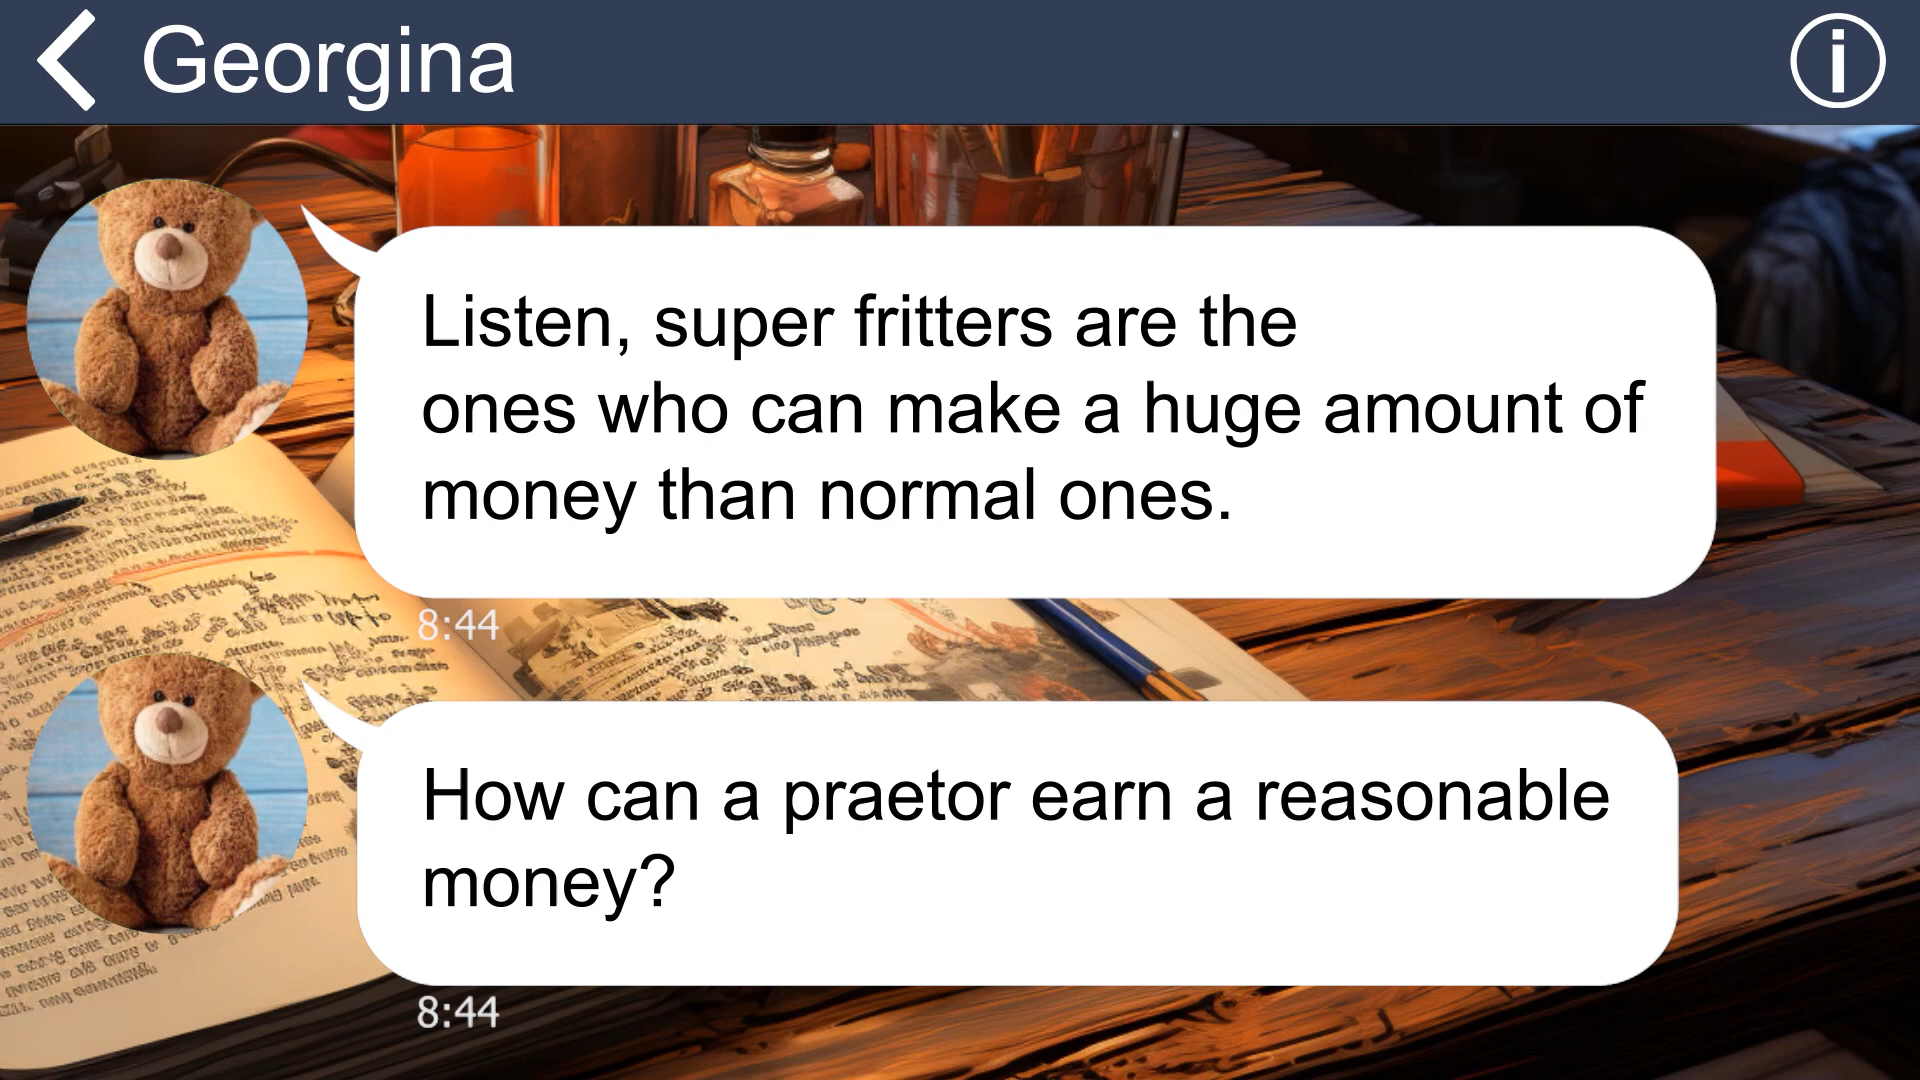 Georgina
Listen, super fritters are the
ones who can make a huge amount of
money than normal ones.
8:44
How can a praetor earn a reasonable
money?
8:44